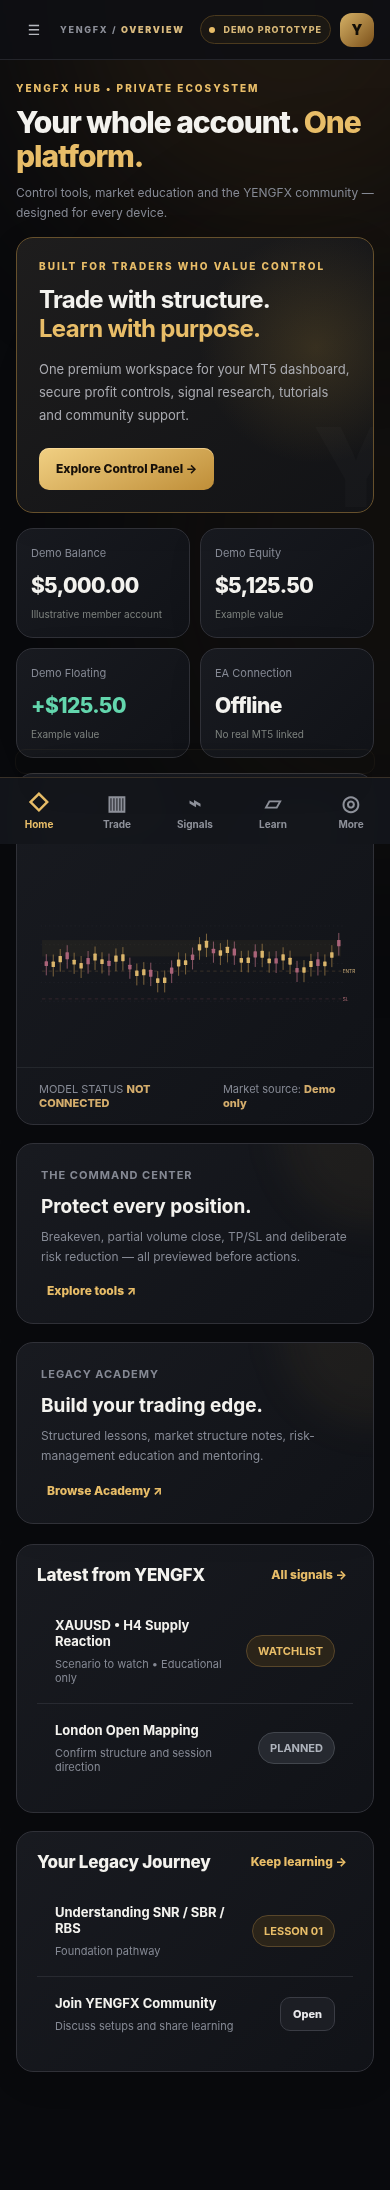 ☰ YENGFX / OVERVIEW DEMO PROTOTYPE Y
YENGFX HUB • PRIVATE ECOSYSTEM
Your whole account. One
platform.
Control tools, market education and the YENGFX community —
designed for every device.
BUILT FOR TRADERS WHO VALUE CONTROL
Trade with structure.
Learn with purpose.
One premium workspace for your MT5 dashboard,
secure profit controls, signal research, tutorials
and community support.
Y
Explore Control Panel →
Demo Balance
$5,000.00
Illustrative member account
Demo Equity
$5,125.50
Example value
Demo Floating
+$125.50
Example value
EA Connection
Offline
No real MT5 linked
Home Trade Signals Learn More
ENTR
SL
MODEL STATUS NOT
CONNECTED
Market source: Demo
only
THE COMMAND CENTER
Protect every position.
Breakeven, partial volume close, TP/SL and deliberate
risk reduction — all previewed before actions.
Explore tools ↗
LEGACY ACADEMY
Build your trading edge.
Structured lessons, market structure notes, risk-
management education and mentoring.
Browse Academy ↗
Latest from YENGFX All signals →
XAUUSD • H4 Supply
Reaction
Scenario to watch • Educational
only
WATCHLIST
London Open Mapping
Confirm structure and session
direction
PLANNED
Your Legacy Journey Keep learning →
Understanding SNR / SBR /
RBS
Foundation pathway
LESSON 01
Join YENGFX Community
Discuss setups and share learning
Open